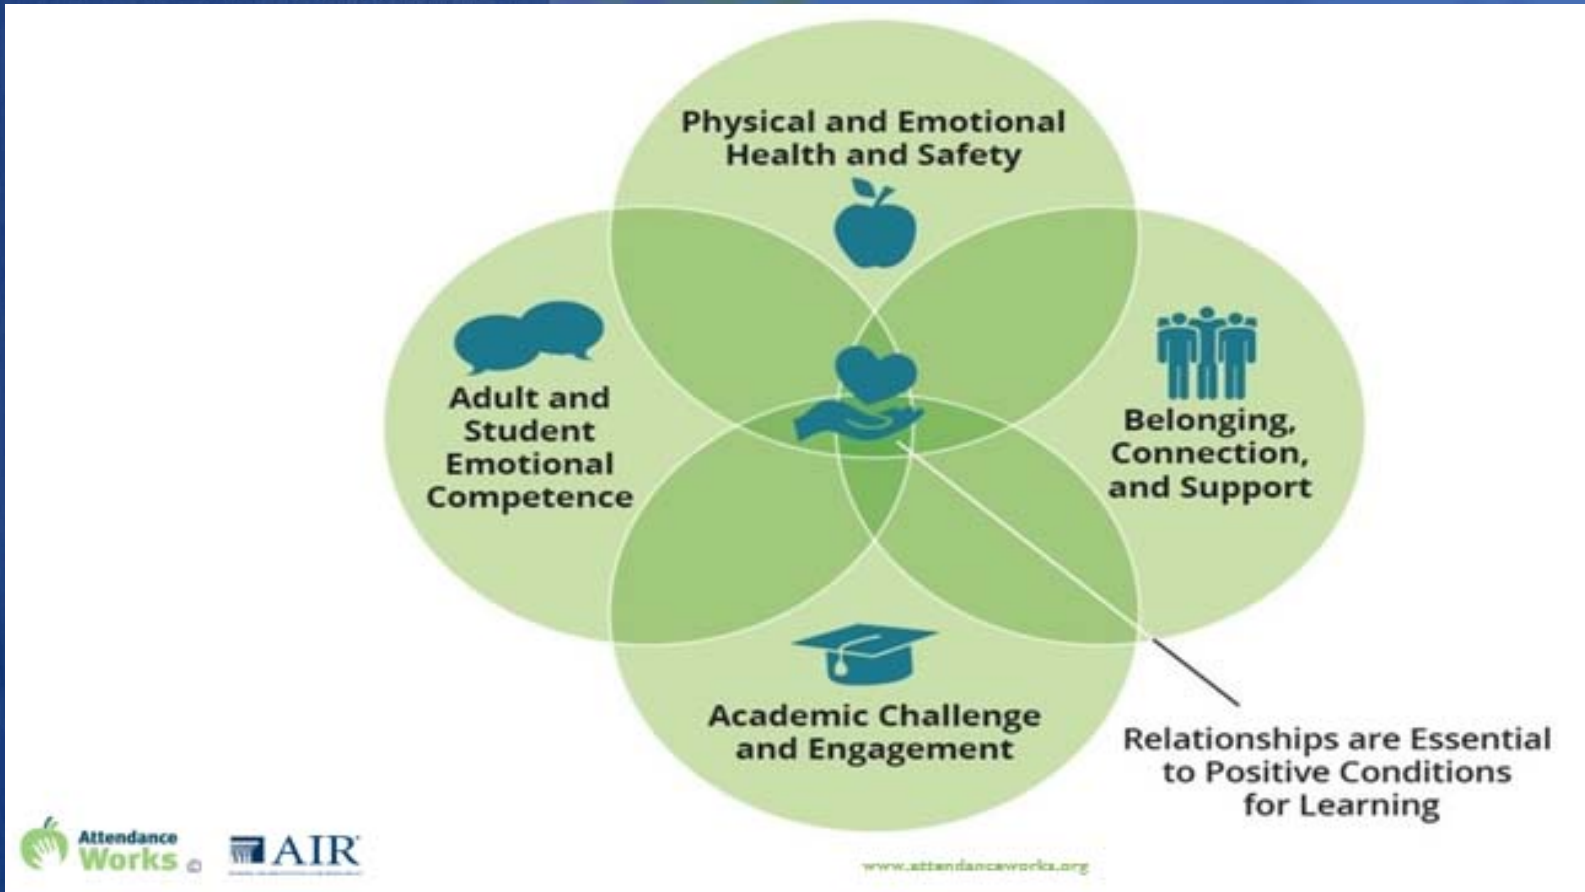 Physical and Emotional
Health and Safety
Adult and
Student
Emotional
Competence
Belonging,
Connection,
and Support
Academic Challenge
and Engagement
Relationships are Essential
to Positive Conditions
for Learning
Attendance
Works ©
AIR
www.attendanceworks.org